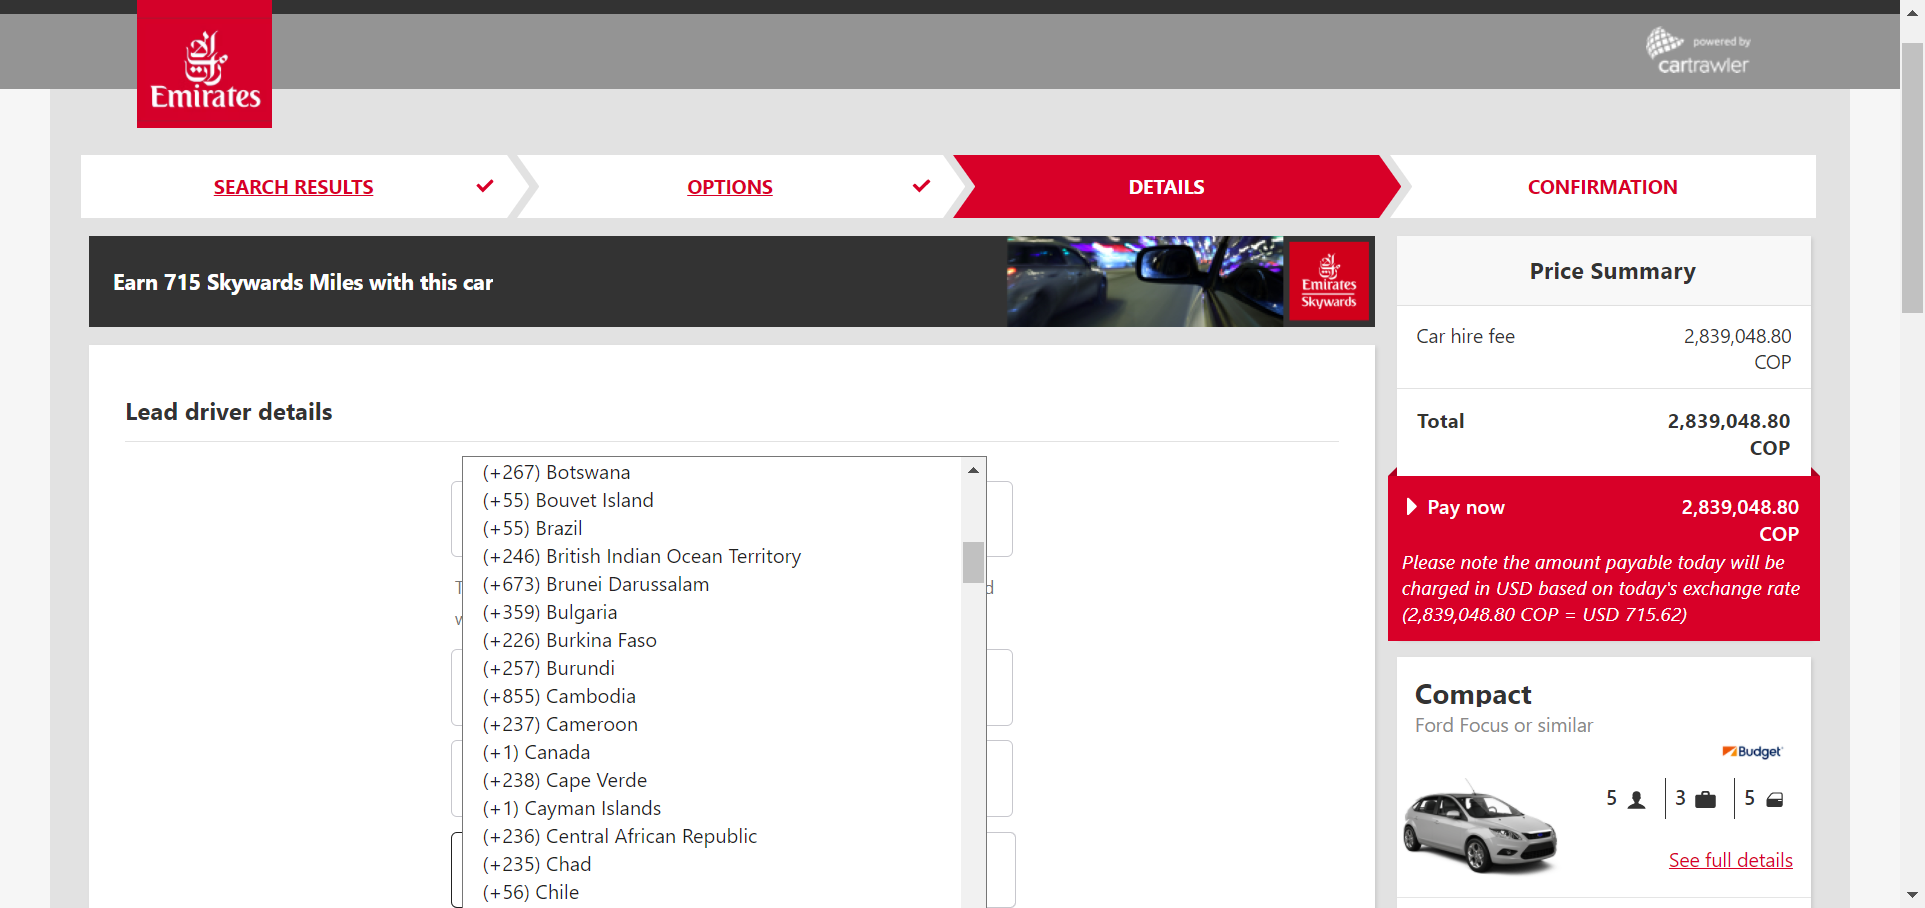 Emirates
powered by
cartrawler
SEARCH RESULTS
OPTIONS
DETAILS
CONFIRMATION
Earn 715 Skywards Miles with this car
Emirates
Skywards
Lead driver details
(+267) Botswana
(+55) Bouvet Island
(+55) Brazil
(+246) British Indian Ocean Territory
(+673) Brunei Darussalam
(+359) Bulgaria
(+226) Burkina Faso
(+257) Burundi
(+855) Cambodia
(+237) Cameroon
(+1) Canada
(+238) Cape Verde
(+1) Cayman Islands
(+236) Central African Republic
(+235) Chad
(+56) Chile
Price Summary
Car hire fee 2,839,048.80
COP
Total 2,839,048.80
COP
Pay now 2,839,048.80
COP
Please note the amount payable today will be
charged in USD based on today's exchange rate
(2,839,048.80 COP = USD 715.62)
Compact
Ford Focus or similar
Budget
5 3 5
See full details